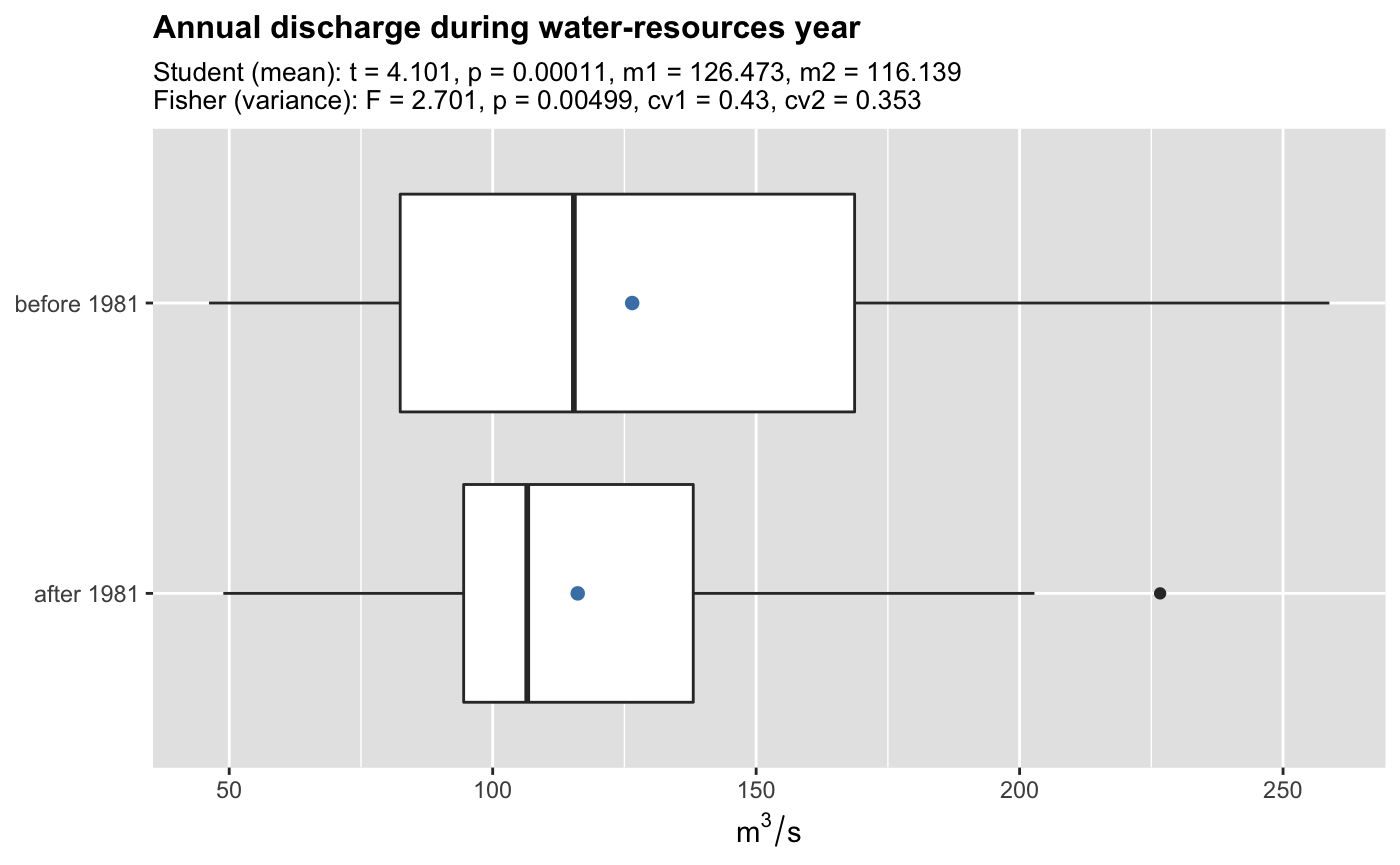 Annual discharge during water-resources year
Student (mean): t = 4.101, p = 0.00011, m1 = 126.473, m2 = 116.139
Fisher (variance): F = 2.701, p = 0.00499, cv1 = 0.43, cv2 = 0.353
before 1981
after 1981
50 100 150 200 250
m³/s